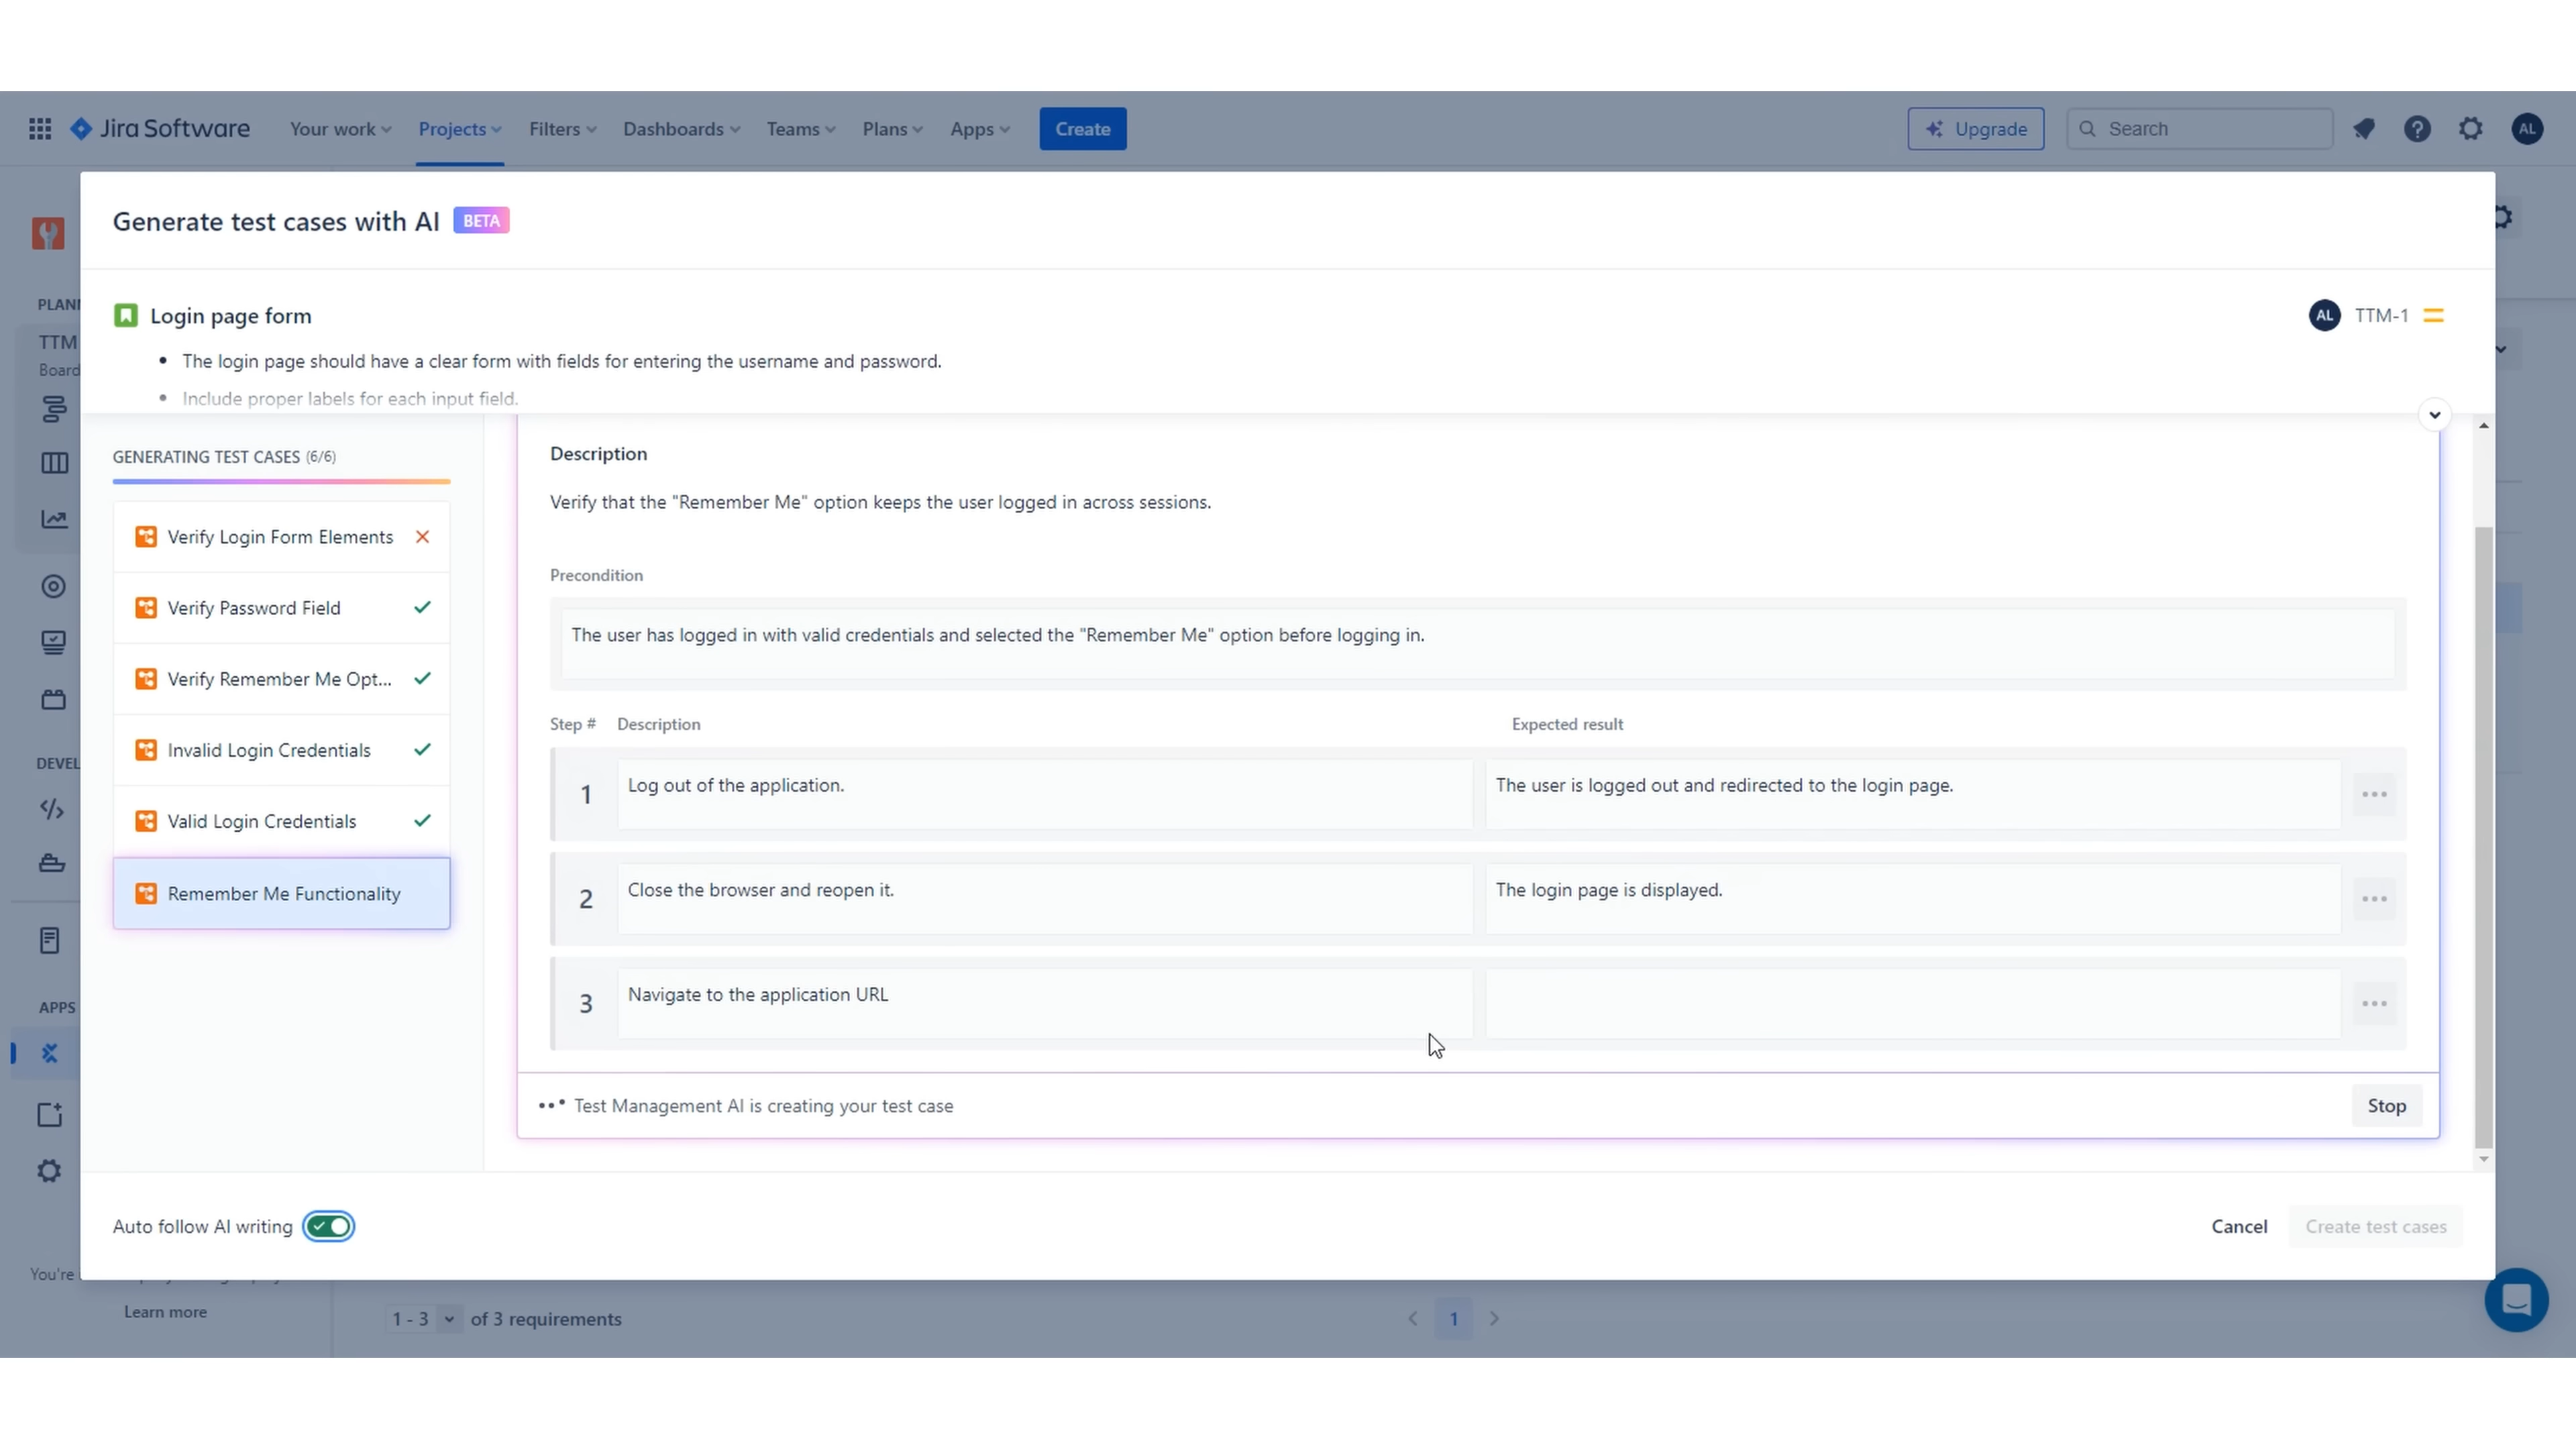 Jira Software
Your work
Projects
Filters
Dashboards
Teams
Plans
Apps
Create
Upgrade
Search
AL
Generate test cases with AI BETA
Login page form
AL TTM-1
• The login page should have a clear form with fields for entering the username and password.
• Include proper labels for each input field.
PLANN
TTM
Board
DEVEL
APPS
You're
Learn more
GENERATING TEST CASES (6/6)
Verify Login Form Elements
Verify Password Field
Verify Remember Me Opt...
Invalid Login Credentials
Valid Login Credentials
Remember Me Functionality
Description
Verify that the "Remember Me" option keeps the user logged in across sessions.
Precondition
The user has logged in with valid credentials and selected the "Remember Me" option before logging in.
Step # Description Expected result
1 Log out of the application. The user is logged out and redirected to the login page.
2 Close the browser and reopen it. The login page is displayed.
3 Navigate to the application URL
Test Management AI is creating your test case
Stop
Auto follow AI writing
Cancel
Create test cases
1 - 3 of 3 requirements
1